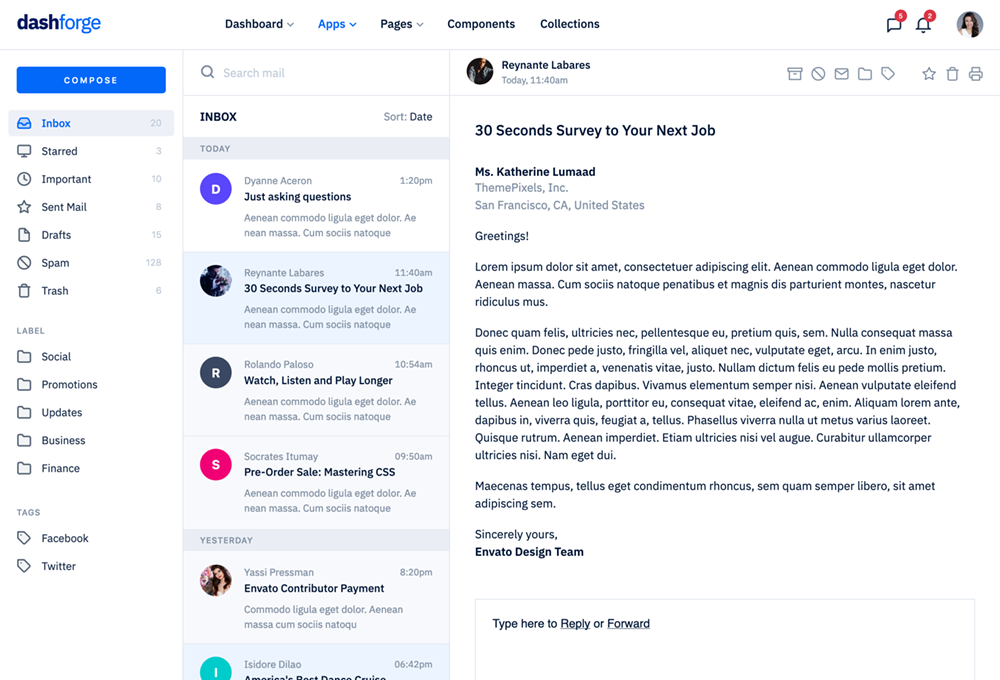 dashforge
Dashboard
Apps
Pages
Components
Collections
5
2
COMPOSE
Inbox 20
Starred 3
Important 10
Sent Mail 8
Drafts 15
Spam 128
Trash 6
LABEL
Social
Promotions
Updates
Business
Finance
TAGS
Facebook
Twitter
Search mail
INBOX Sort: Date
TODAY
D
Dyanne Aceron 1:20pm
Just asking questions
Aenean commodo ligula eget dolor. Ae
nean massa. Cum sociis natoque
Reynante Labares 11:40am
30 Seconds Survey to Your Next Job
Aenean commodo ligula eget dolor. Ae
nean massa. Cum sociis natoque
R
Rolando Paloso 10:54am
Watch, Listen and Play Longer
Aenean commodo ligula eget dolor. Ae
nean massa. Cum sociis natoque
S
Socrates Itumay 09:50am
Pre-Order Sale: Mastering CSS
Aenean commodo ligula eget dolor. Ae
nean massa. Cum sociis natoque
YESTERDAY
Yassi Pressman 8:20pm
Envato Contributor Payment
Commodo ligula eget dolor. Aenean
massa cum sociis natoqu
I
Isidore Dilao 06:42pm
America's Best Dance Cruise
Reynante Labares
Today, 11:40am
30 Seconds Survey to Your Next Job
Ms. Katherine Lumaad
ThemePixels, Inc.
San Francisco, CA, United States
Greetings!
Lorem ipsum dolor sit amet, consectetuer adipiscing elit. Aenean commodo ligula eget dolor.
Aenean massa. Cum sociis natoque penatibus et magnis dis parturient montes, nascetur
ridiculus mus.
Donec quam felis, ultricies nec, pellentesque eu, pretium quis, sem. Nulla consequat massa
quis enim. Donec pede justo, fringilla vel, aliquet nec, vulputate eget, arcu. In enim justo,
rhoncus ut, imperdiet a, venenatis vitae, justo. Nullam dictum felis eu pede mollis pretium.
Integer tincidunt. Cras dapibus. Vivamus elementum semper nisi. Aenean vulputate eleifend
tellus. Aenean leo ligula, porttitor eu, consequat vitae, eleifend ac, enim. Aliquam lorem ante,
dapibus in, viverra quis, feugiat a, tellus. Phasellus viverra nulla ut metus varius laoreet.
Quisque rutrum. Aenean imperdiet. Etiam ultricies nisi vel augue. Curabitur ullamcorper
ultricies nisi. Nam eget dui.
Maecenas tempus, tellus eget condimentum rhoncus, sem quam semper libero, sit amet
adipiscing sem.
Sincerely yours,
Envato Design Team
Type here to Reply or Forward